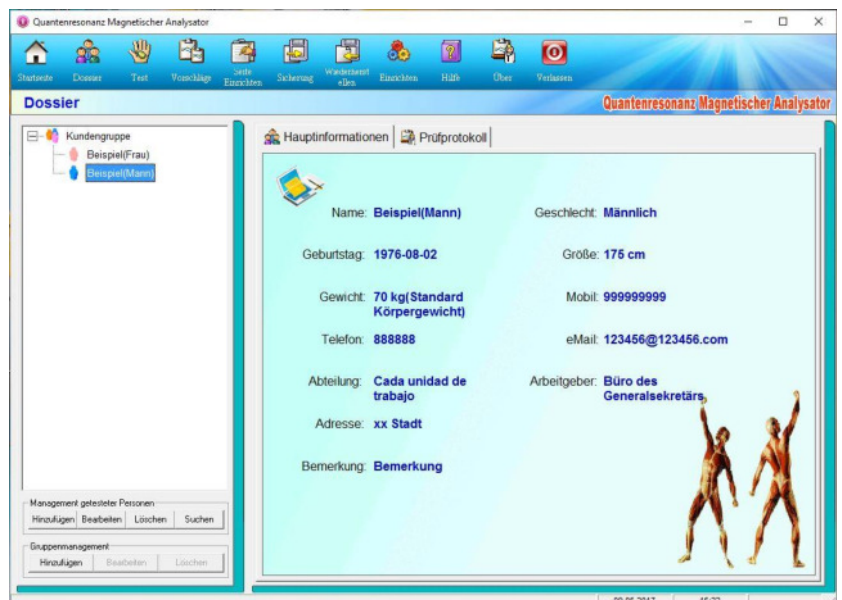 Quantenresonanz Magnetischer Analysator
Startseite Dossier Test Vorschläge Seite Einrichten Sicherung Wiederherst ellen Einrichten Hilfe Über Verlassen
Dossier
Quantenresonanz Magnetischer Analysator
Kundengruppe
Beispiel(Frau)
Beispiel(Mann)
Hauptinformationen Prüfprotokoll
Name: Beispiel(Mann) Geschlecht: Männlich
Geburtstag: 1976-08-02 Größe: 175 cm
Gewicht: 70 kg(Standard Mobil: 999999999
Körpergewicht)
Telefon: 888888 eMail: 123456@123456.com
Abteilung: Cada unidad de Arbeitgeber: Büro des
trabajo Generalsekretärs
Adresse: xx Stadt
Bemerkung: Bemerkung
Management getesteter Personen
Hinzufügen Bearbeiten Löschen Suchen
Gruppenmanagement
Hinzufügen Bearbeiten Löschen